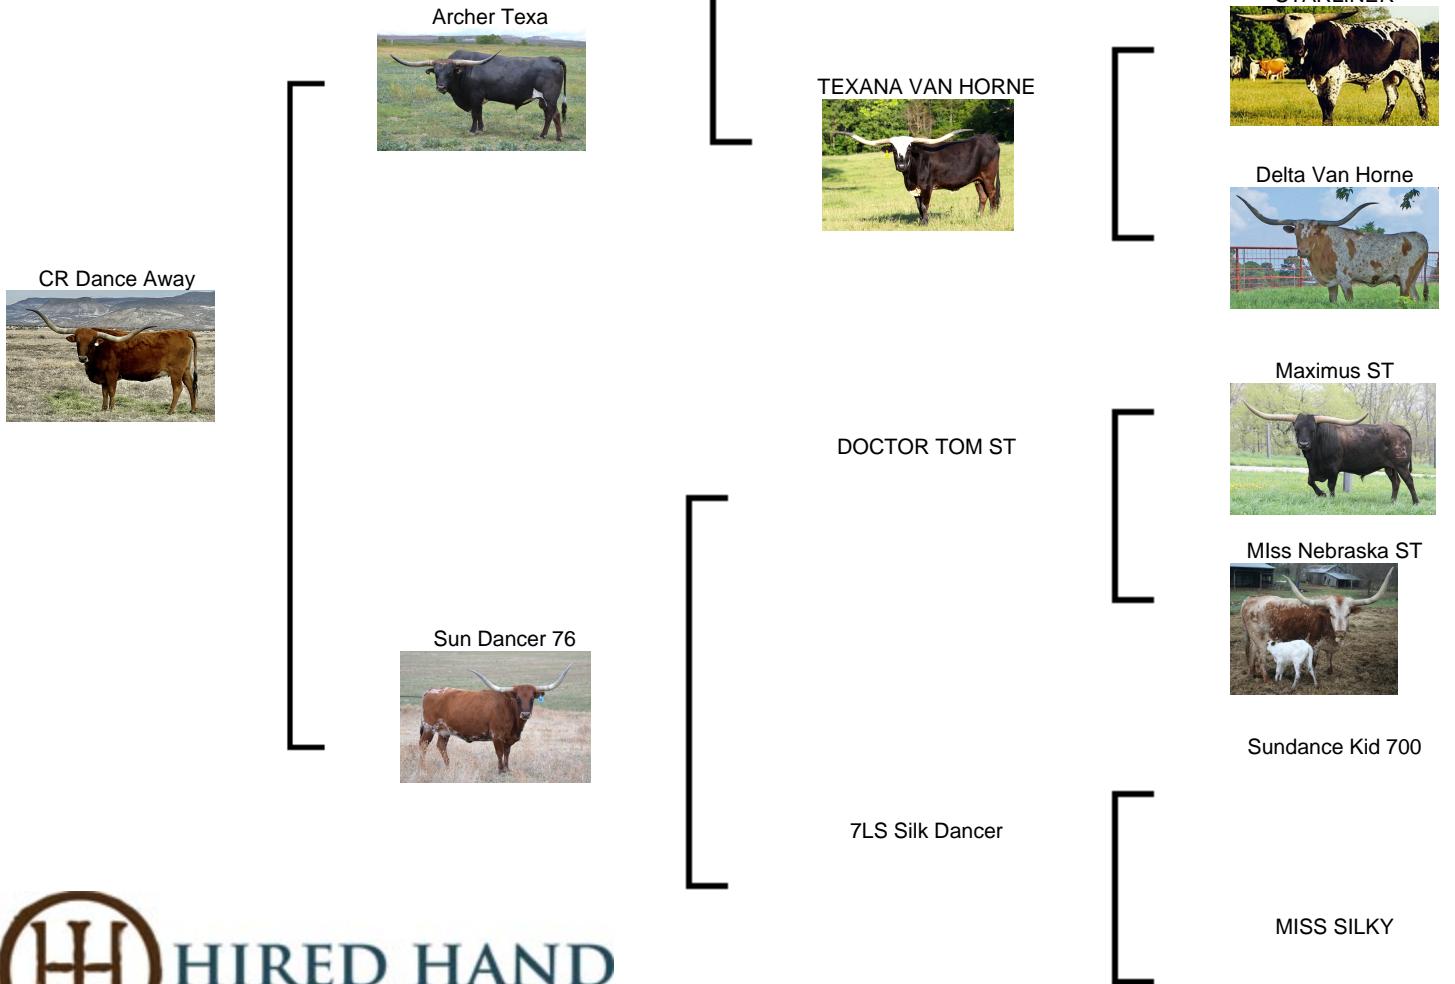 Archer Texa
TEXANA VAN HORNE
Delta Van Horne
CR Dance Away
Maximus ST
DOCTOR TOM ST
MIss Nebraska ST
Sun Dancer 76
Sundance Kid 700
7LS Silk Dancer
MISS SILKY
HIRED HAND